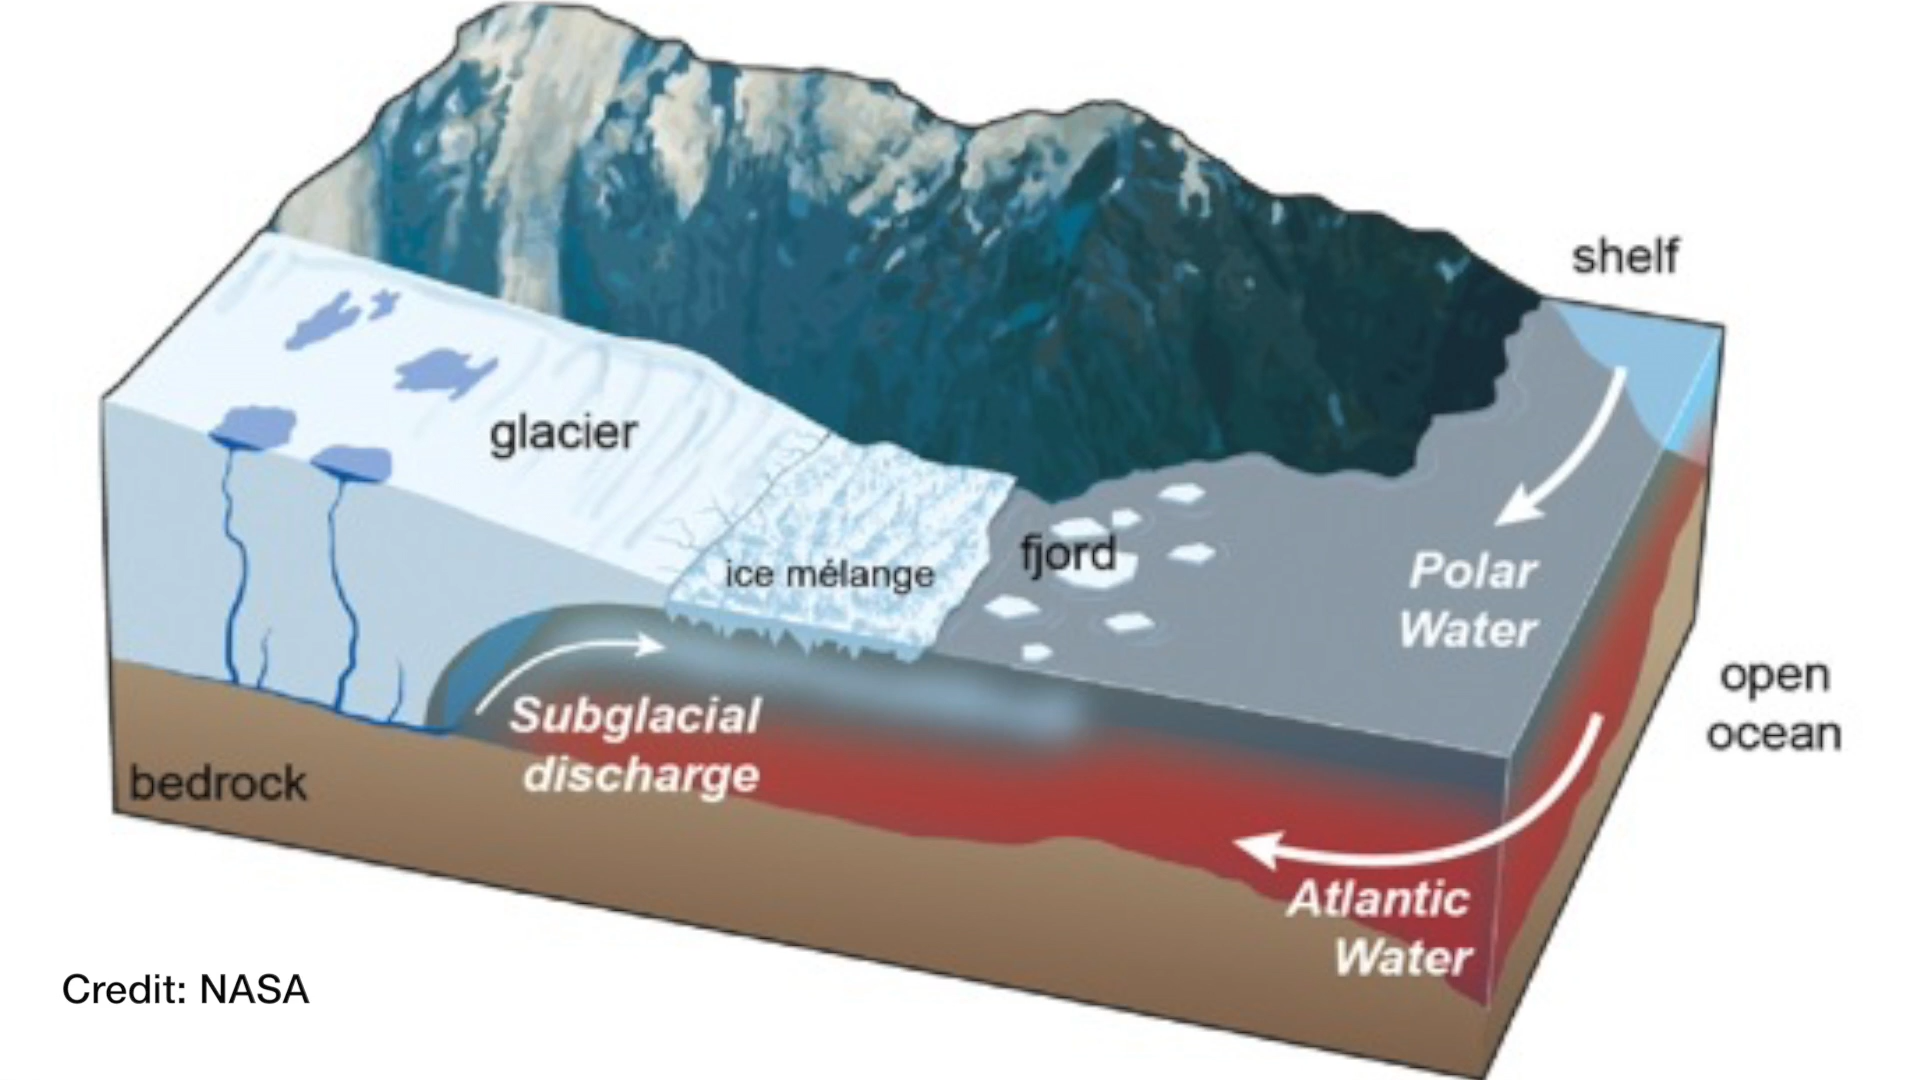 shelf
glacier
fjord
ice mélange
Polar
Water
open
ocean
Subglacial
discharge
bedrock
Atlantic
Water
Credit: NASA